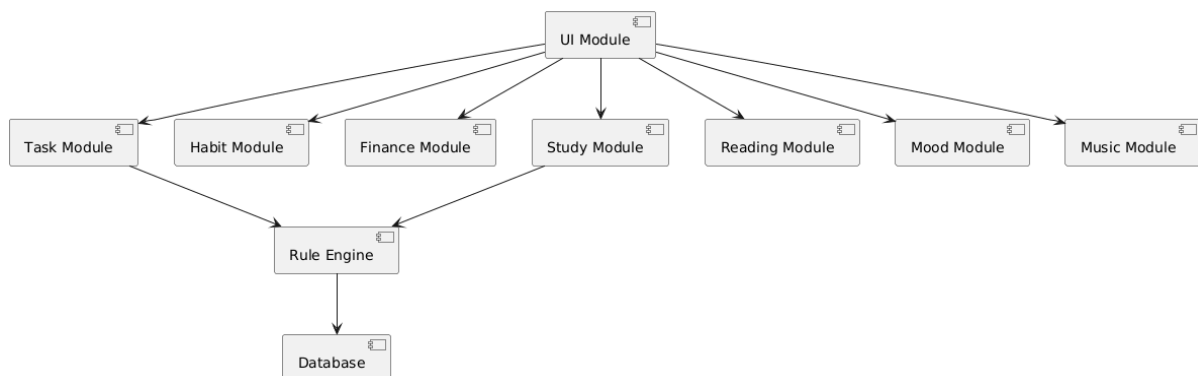 UI Module
Task Module
Habit Module
Finance Module
Study Module
Reading Module
Mood Module
Music Module
Rule Engine
Database